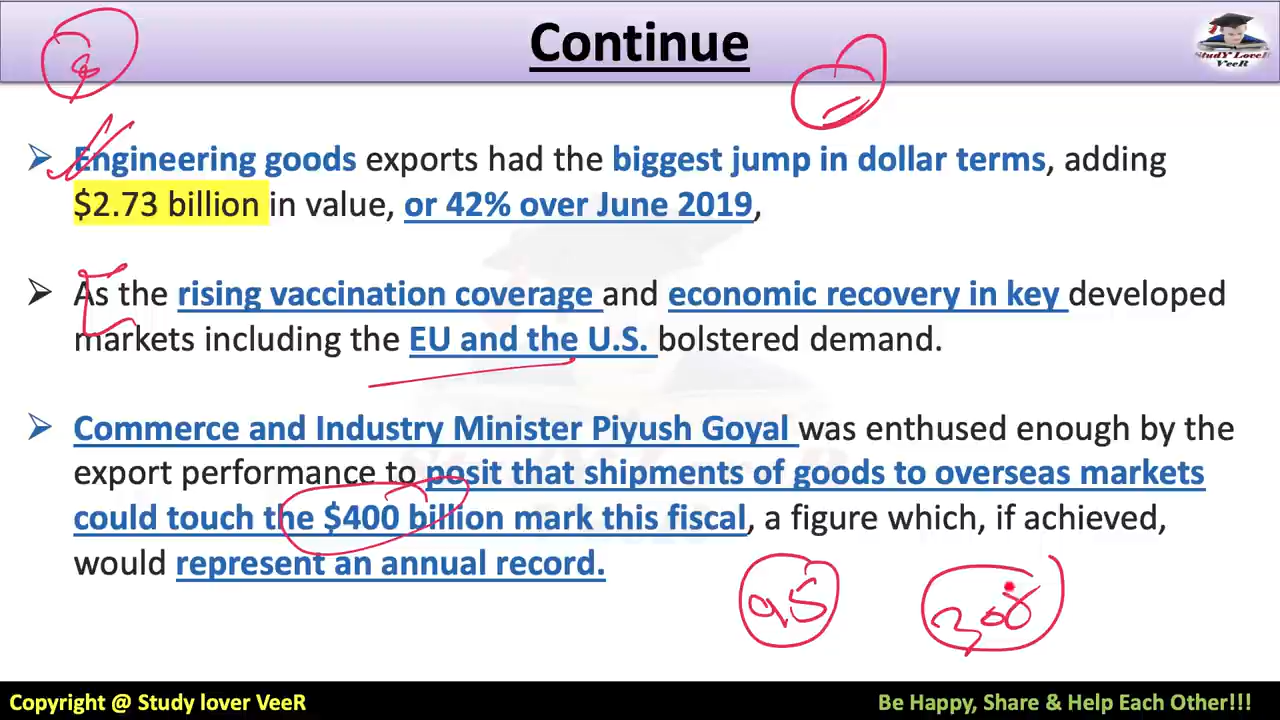 Continue
StudY LoveR
VeeR
➢ Engineering goods exports had the biggest jump in dollar terms, adding
$2.73 billion in value, or 42% over June 2019,
➢ As the rising vaccination coverage and economic recovery in key developed
markets including the EU and the U.S. bolstered demand.
➢ Commerce and Industry Minister Piyush Goyal was enthused enough by the
export performance to posit that shipments of goods to overseas markets
could touch the $400 billion mark this fiscal, a figure which, if achieved,
would represent an annual record.
95
Copyright @ Study lover VeeR
Be Happy, Share & Help Each Other!!!